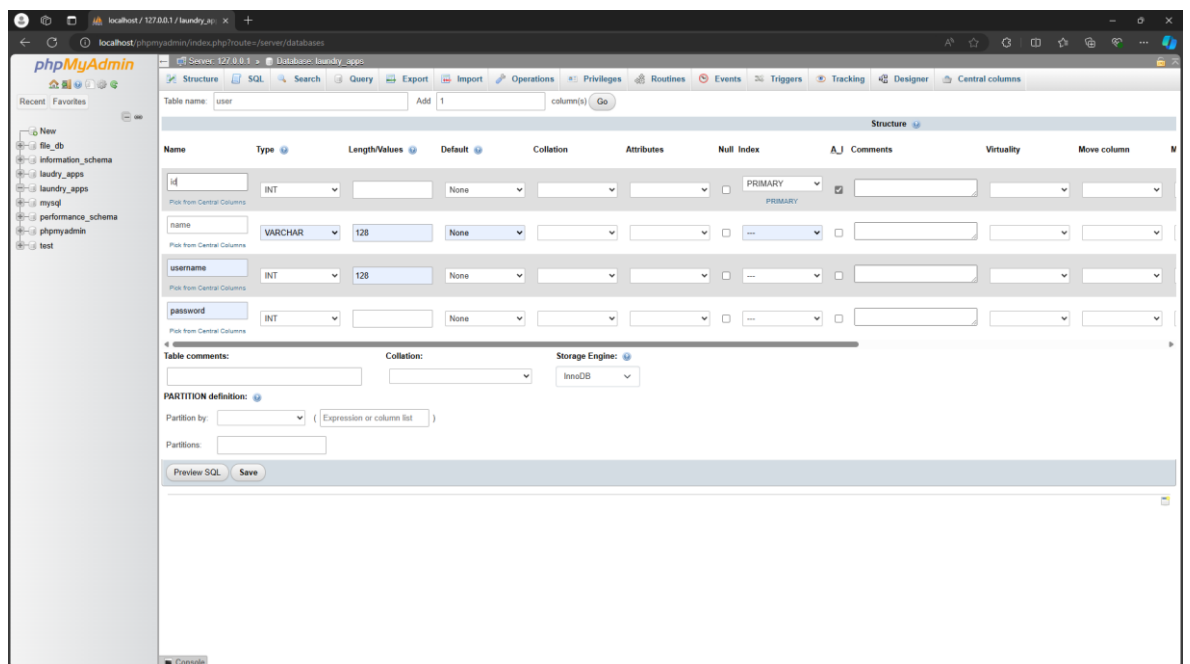 localhost / 127.0.0.1 / laundry_ap
localhost/phpmyadmin/index.php?route=/server/databases
phpMyAdmin
Recent Favorites
New
file_db
information_schema
laudry_apps
laundry_apps
mysql
performance_schema
phpmyadmin
test
Server: 127.0.0.1 » Database: laundry_apps
Structure SQL Search Query Export Import Operations Privileges Routines Events Triggers Tracking Designer Central columns
Table name: user Add 1 column(s) Go
Structure
Name Type Length/Values Default Collation Attributes Null Index A_I Comments Virtuality Move column M
id INT None PRIMARY
Pick from Central Columns PRIMARY
name VARCHAR 128 None ---
Pick from Central Columns
username INT 128 None ---
Pick from Central Columns
password INT None ---
Pick from Central Columns
Table comments: Collation: Storage Engine:
InnoDB
PARTITION definition:
Partition by: ( Expression or column list )
Partitions:
Preview SQL Save
Console